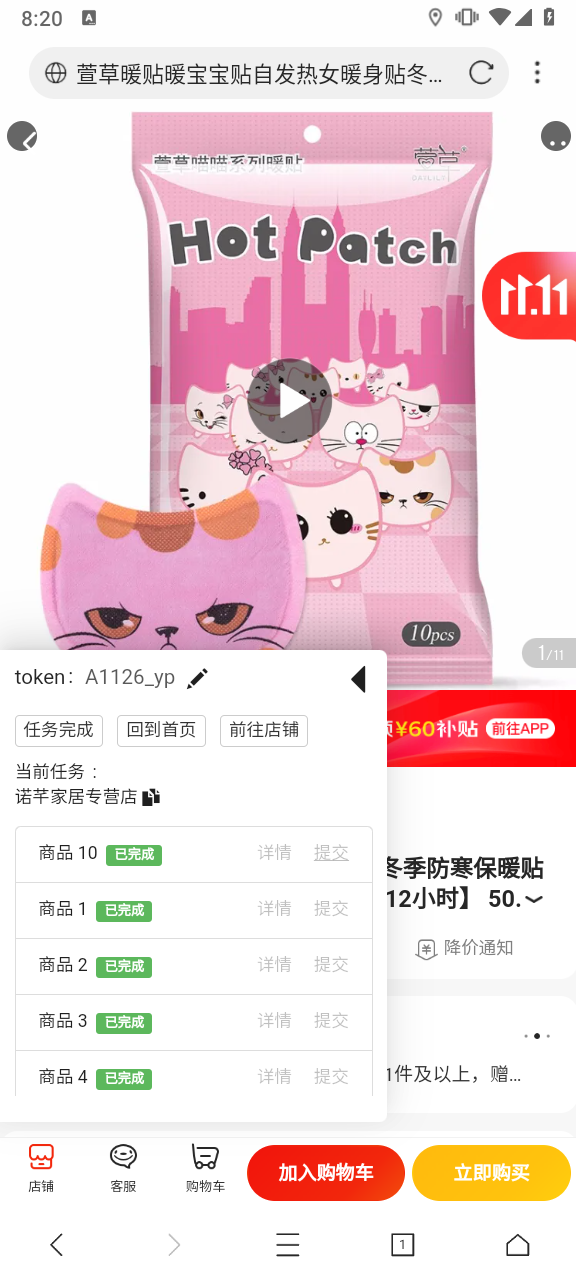 8:20
萱草暖贴暖宝宝贴自发热女暖身贴冬...
萱草喵喵系列暖贴
萱草
DAILILY
Hot Patch
11.11
10pcs
1/11
token： A1126_yp
¥60补贴 前往APP
任务完成 回到首页 前往店铺
当前任务：
诺芊家居专营店
商品 10 已完成 详情 提交
冬季防寒保暖贴
商品 1 已完成 详情 提交
12小时】 50.
降价通知
商品 2 已完成 详情 提交
商品 3 已完成 详情 提交
商品 4 已完成 详情 提交
1件及以上，赠...
店铺 客服 购物车 加入购物车 立即购买
1